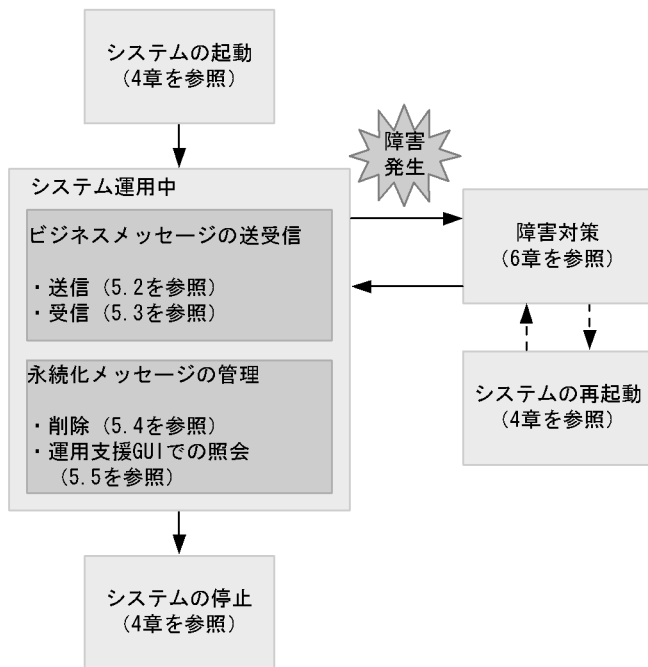 システムの起動
(4章を参照)
障害
発生
システム運用中
ビジネスメッセージの送受信
・送信(5.2を参照)
・受信(5.3を参照)
永続化メッセージの管理
・削除(5.4を参照)
・運用支援GUIでの照会
(5.5を参照)
障害対策
(6章を参照)
システムの再起動
(4章を参照)
システムの停止
(4章を参照)